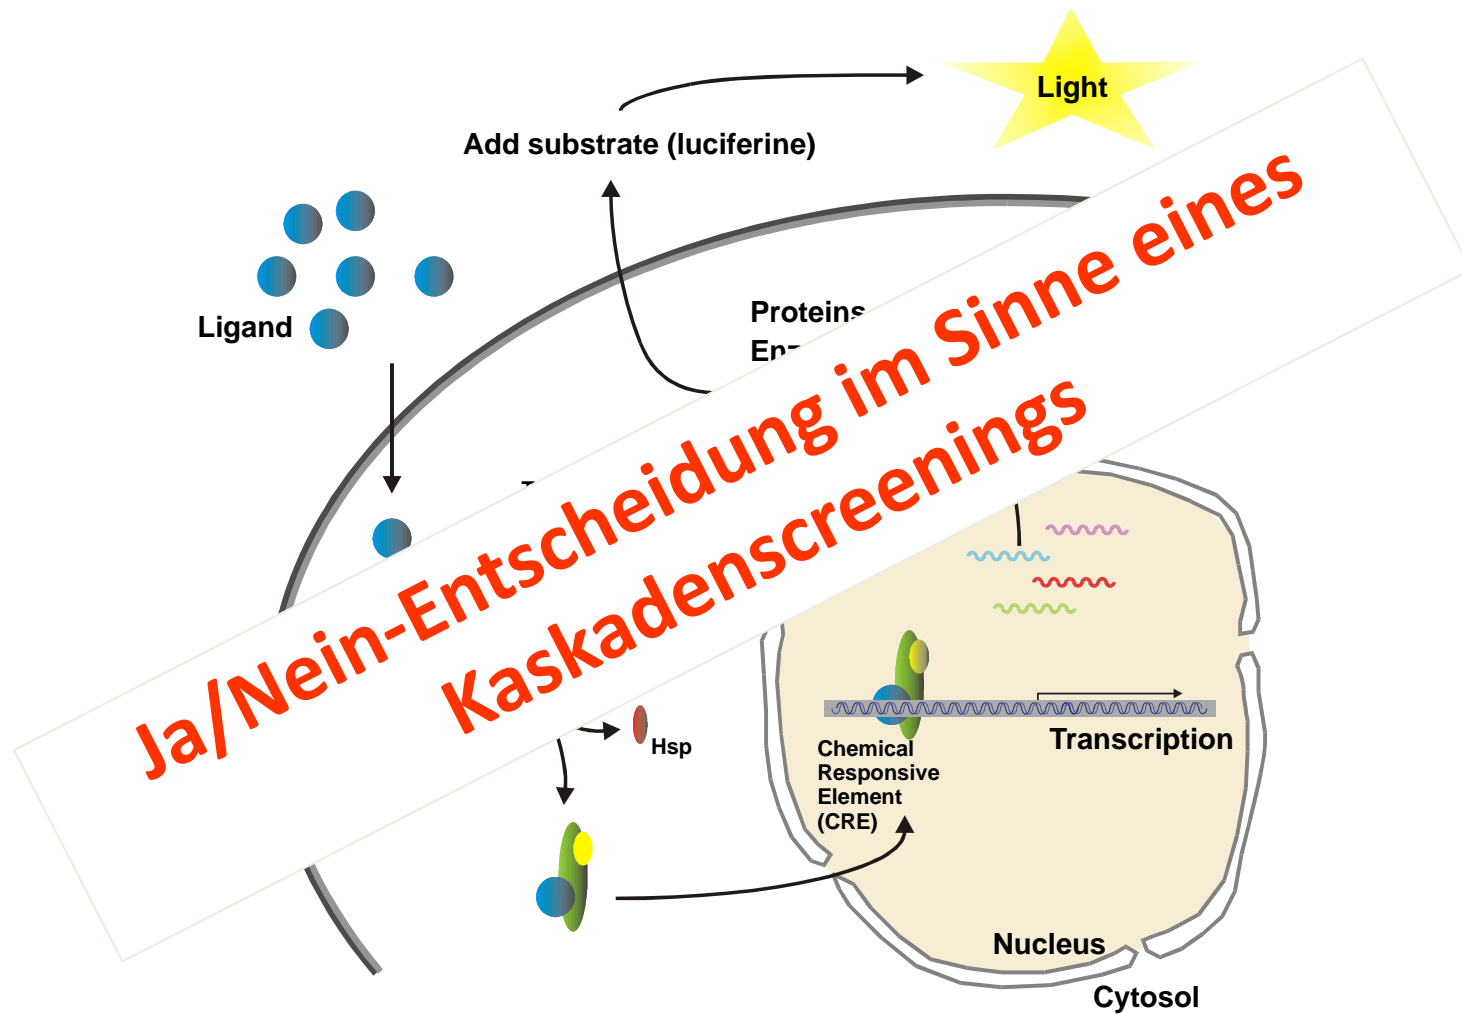 Light
Add substrate (luciferine)
Ligand
Proteins
Ja/Nein-Entscheidung im Sinne eines
Kaskadenscreenings
Hsp
Chemical
Responsive
Element
(CRE)
Transcription
Nucleus
Cytosol